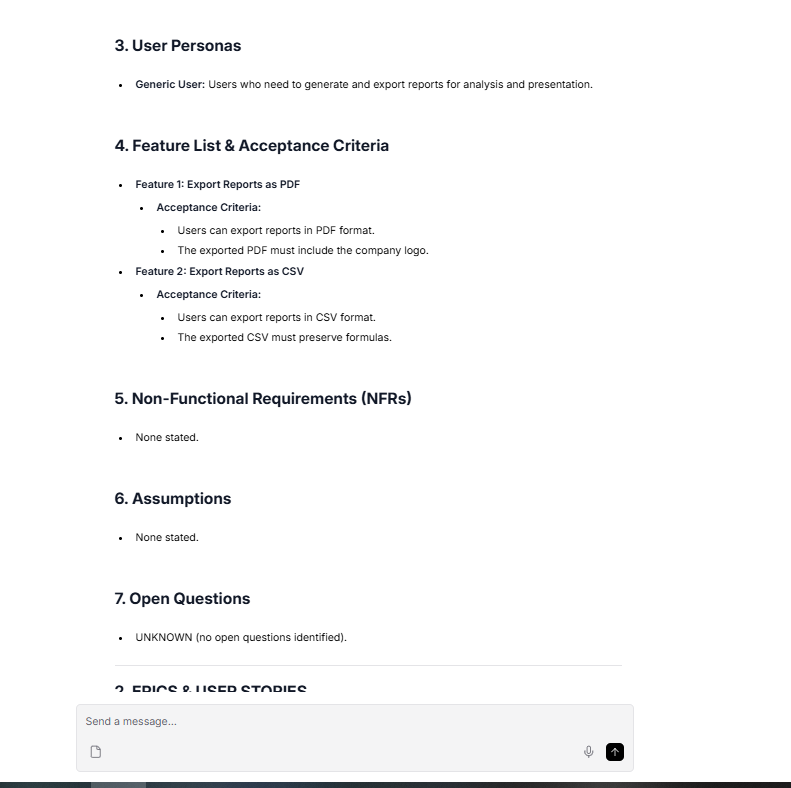 3. User Personas
Generic User: Users who need to generate and export reports for analysis and presentation.
4. Feature List & Acceptance Criteria
Feature 1: Export Reports as PDF
Acceptance Criteria:
Users can export reports in PDF format.
The exported PDF must include the company logo.
Feature 2: Export Reports as CSV
Acceptance Criteria:
Users can export reports in CSV format.
The exported CSV must preserve formulas.
5. Non-Functional Requirements (NFRs)
None stated.
6. Assumptions
None stated.
7. Open Questions
UNKNOWN (no open questions identified).
2. EPICS & USER STORIES
Send a message...